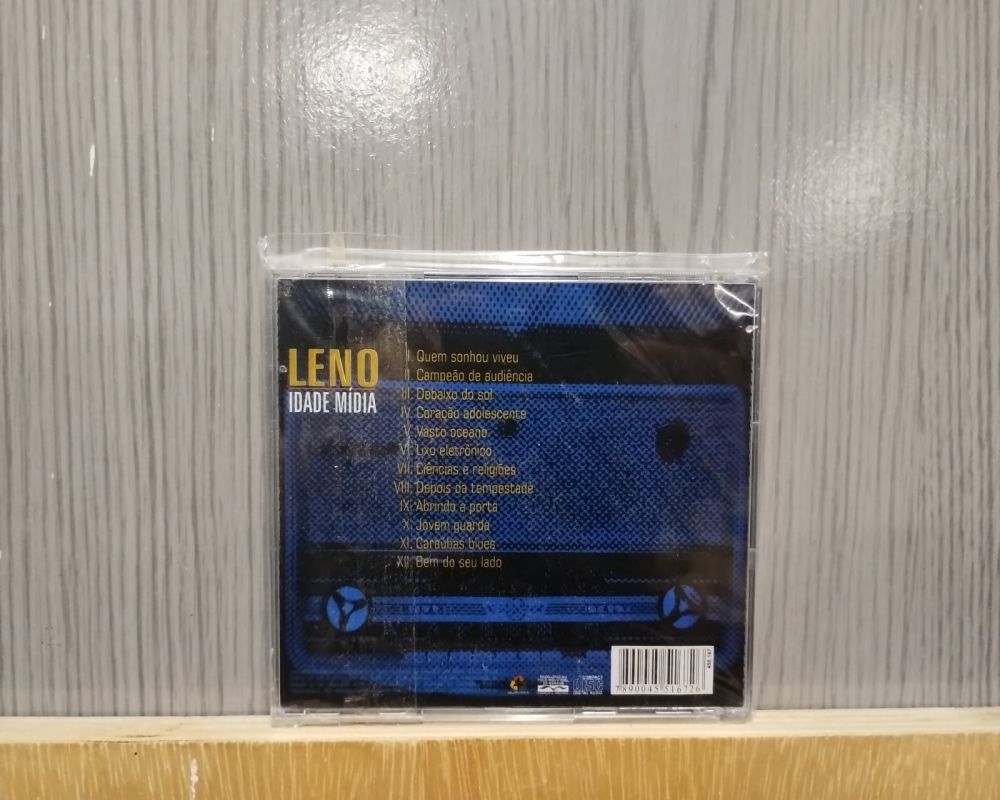 LENO
IDADE MÍDIA
I. Quem sonhou viveu
II. Campeão de audiência
III. Debaixo do sol
IV. Coração adolescente
V. Vasto oceano
VI. Lixo eletrônico
VII. Ciências e religiões
VIII. Depois da tempestade
IX. Abrindo a porta
X. Jovem guarda
XI. Caraúbas blues
XII. Bem do seu lado
COMPACT
7890045516726